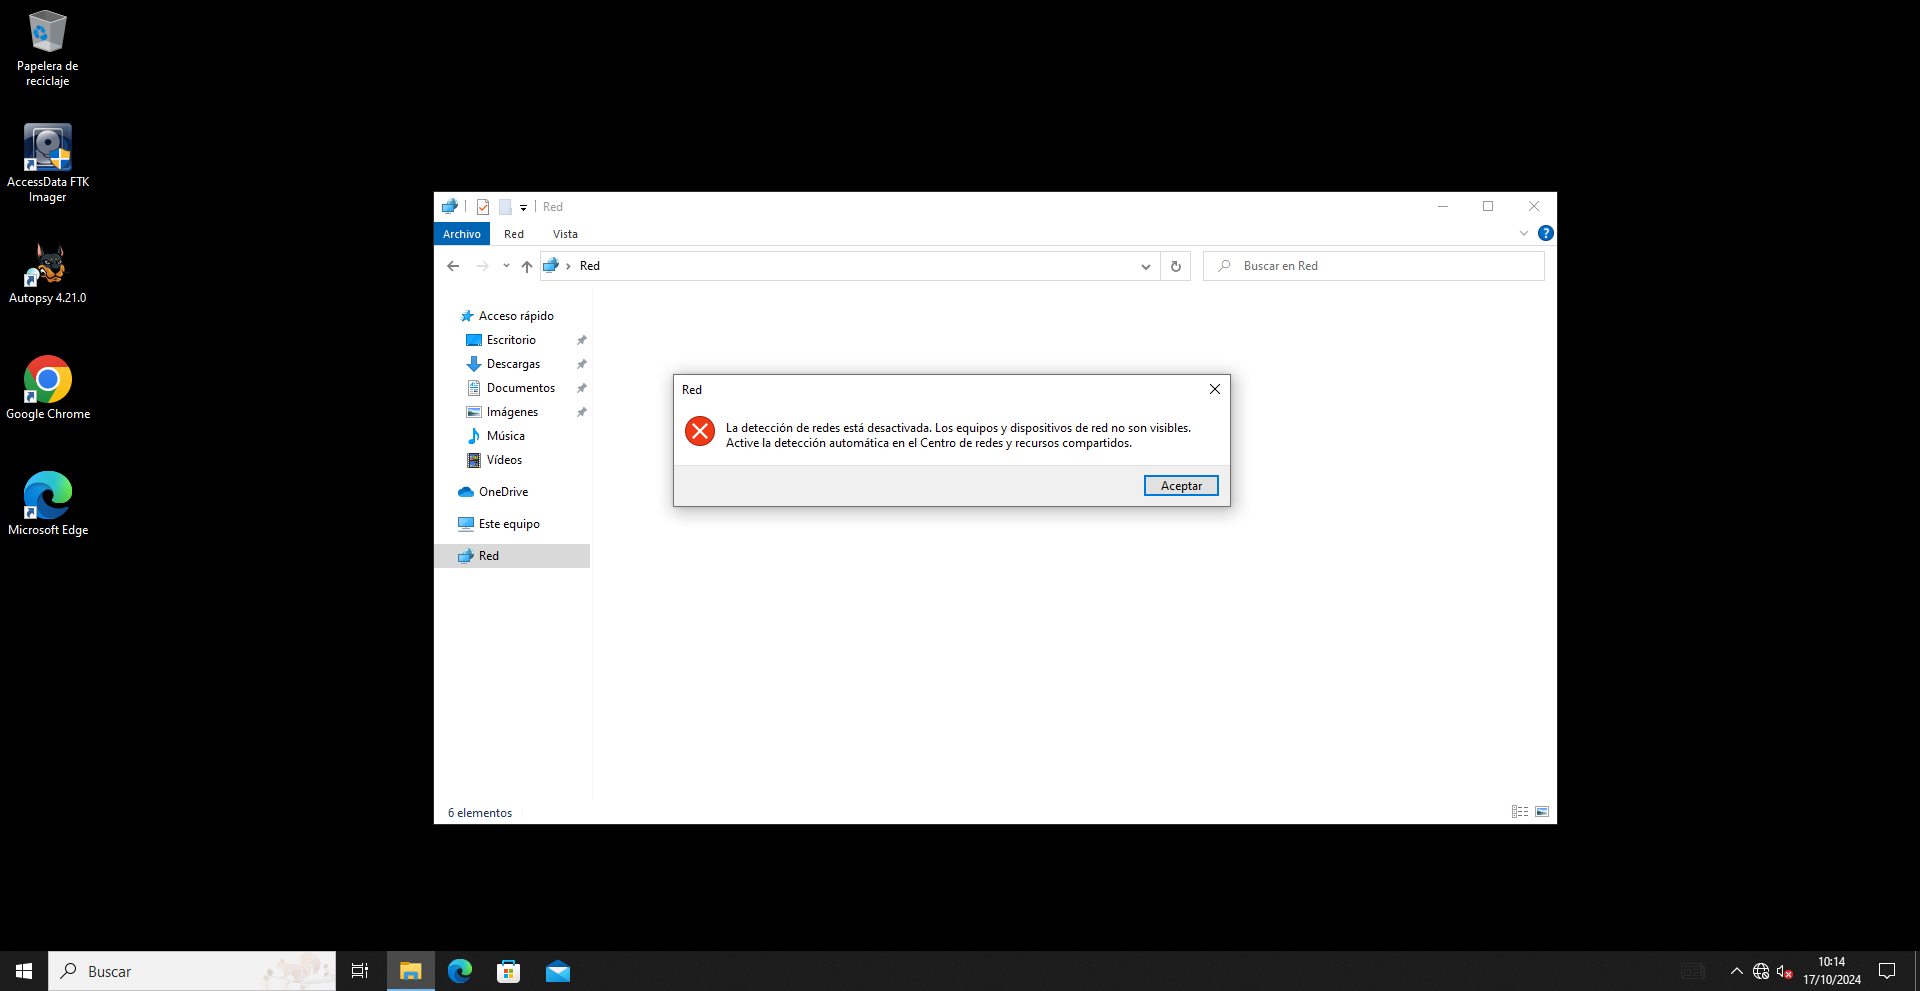 Papelera de
reciclaje
AccessData FTK
Imager
Autopsy 4.21.0
Google Chrome
Microsoft Edge
Red
Archivo
Red
Vista
Red
Buscar en Red
Acceso rápido
Escritorio
Descargas
Documentos
Imágenes
Música
Vídeos
OneDrive
Este equipo
Red
Red
La detección de redes está desactivada. Los equipos y dispositivos de red no son visibles.
Active la detección automática en el Centro de redes y recursos compartidos.
Aceptar
6 elementos
Buscar
10:14
17/10/2024